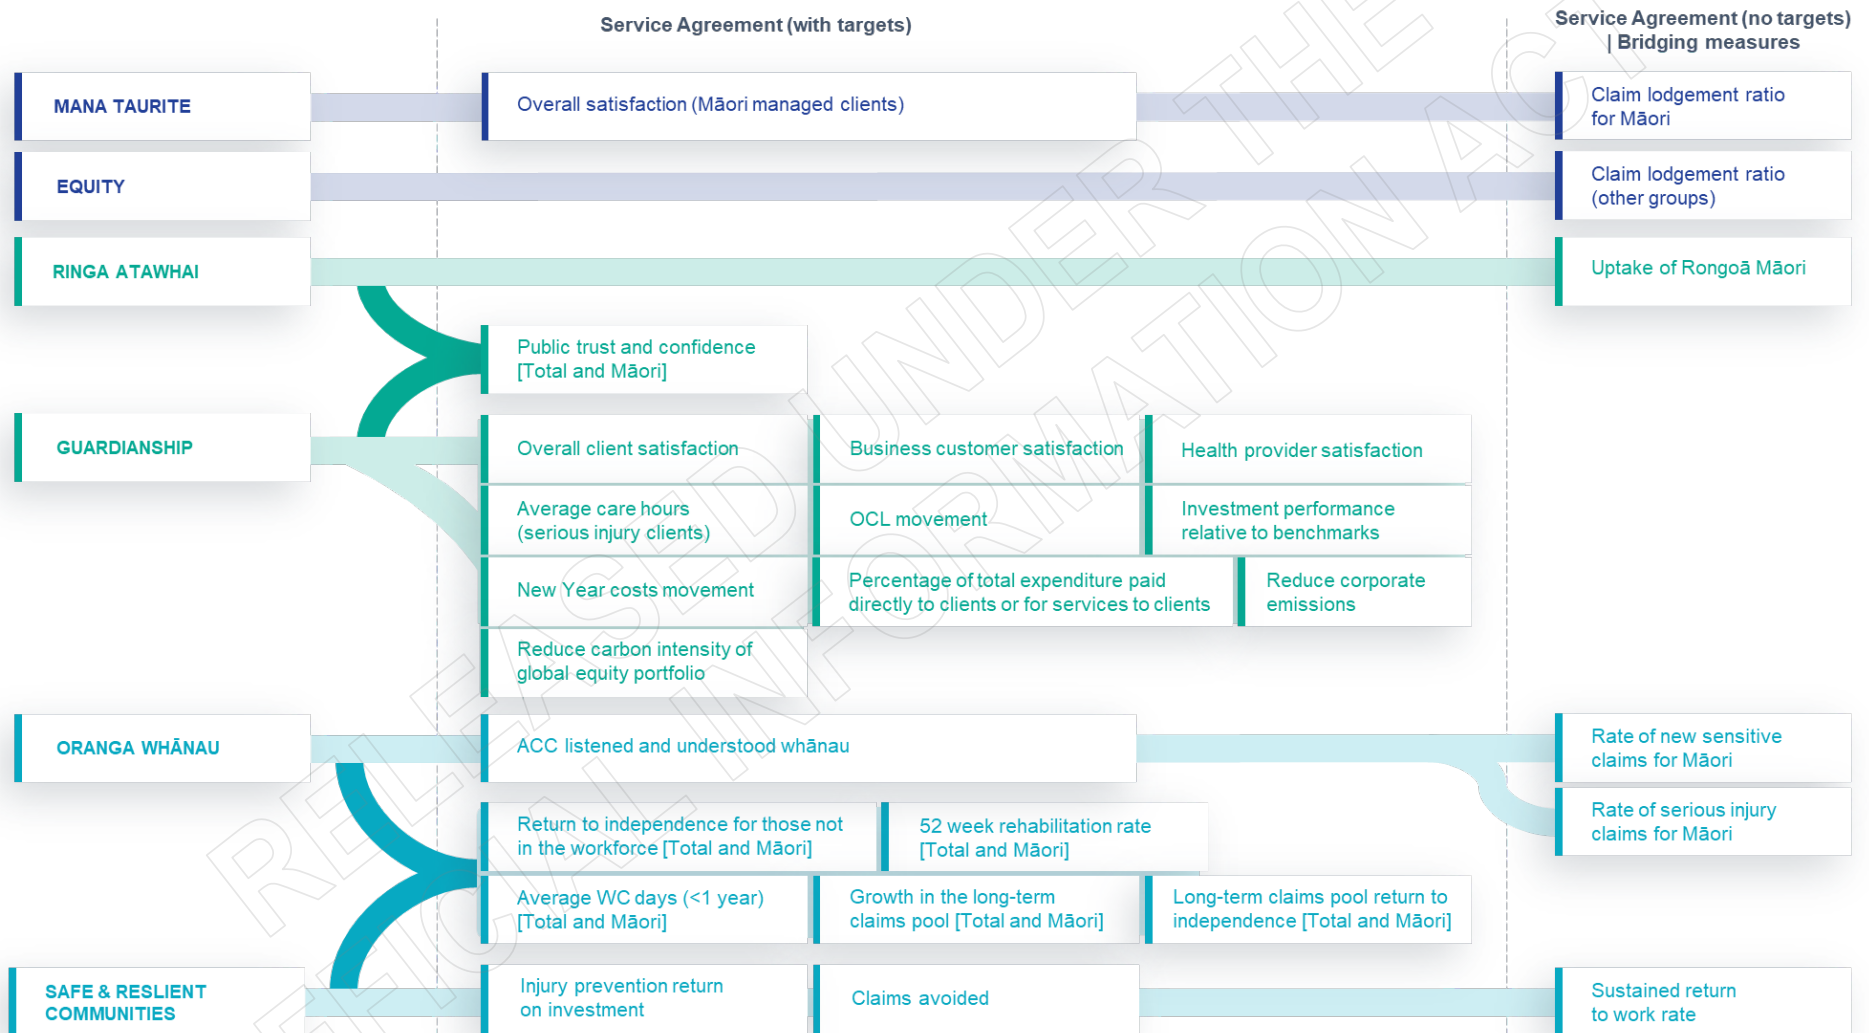 Service Agreement (with targets)
Service Agreement (no targets)
| Bridging measures
MANA TAURITE
Overall satisfaction (Māori managed clients)
Claim lodgement ratio
for Māori
EQUITY
Claim lodgement ratio
(other groups)
RINGA ATAWHAI
Uptake of Rongoā Māori
Public trust and confidence
[Total and Māori]
GUARDIANSHIP
Overall client satisfaction
Business customer satisfaction
Health provider satisfaction
Average care hours
(serious injury clients)
OCL movement
Investment performance
relative to benchmarks
New Year costs movement
Percentage of total expenditure paid
directly to clients or for services to clients
Reduce corporate
emissions
Reduce carbon intensity of
global equity portfolio
ORANGA WHĀNAU
ACC listened and understood whānau
Rate of new sensitive
claims for Māori
Rate of serious injury
claims for Māori
Return to independence for those not
in the workforce [Total and Māori]
52 week rehabilitation rate
[Total and Māori]
Average WC days (<1 year)
[Total and Māori]
Growth in the long-term
claims pool [Total and Māori]
Long-term claims pool return to
independence [Total and Māori]
SAFE & RESLIENT
COMMUNITIES
Injury prevention return
on investment
Claims avoided
Sustained return
to work rate
RELEASED UNDER THE
INFORMATION ACT